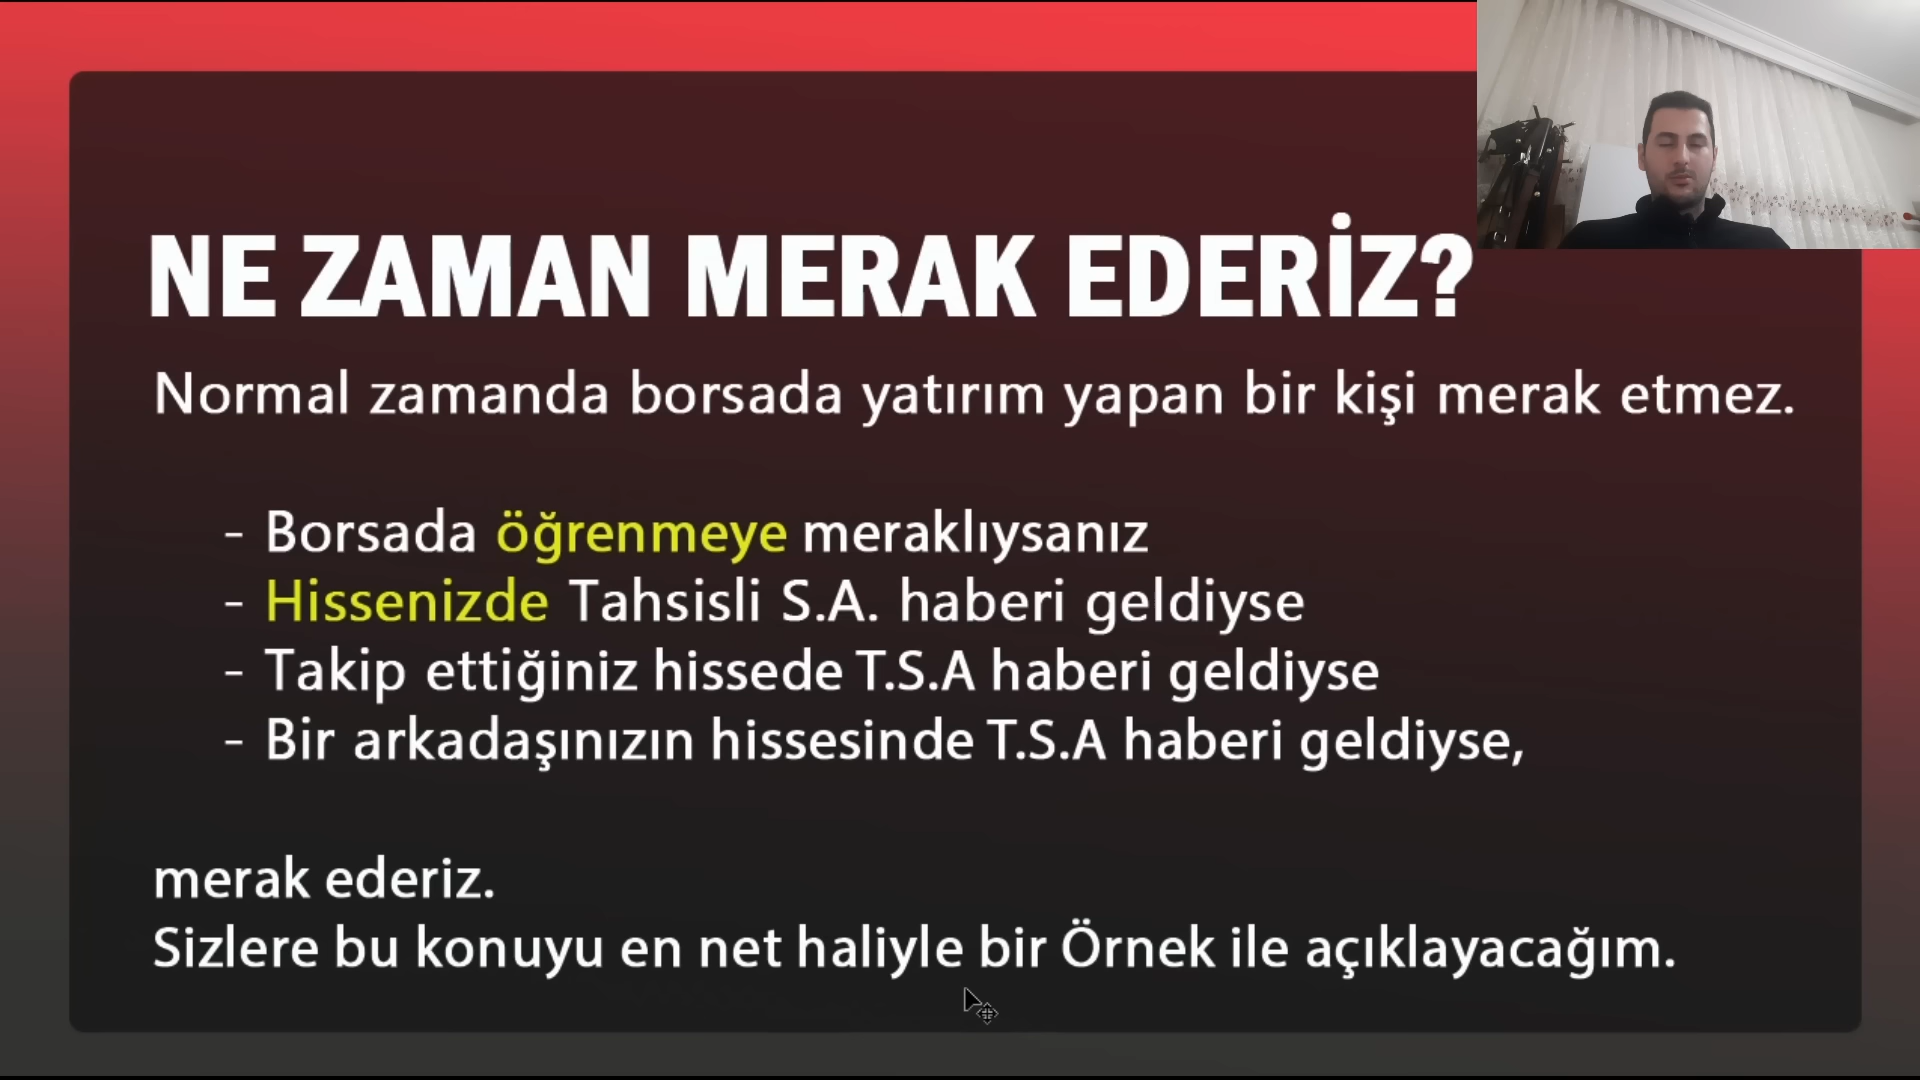 NE ZAMAN MERAK EDERİZ?
Normal zamanda borsada yatırım yapan bir kişi merak etmez.
- Borsada öğrenmeye meraklıysanız
- Hissenizde Tahsisli S.A. haberi geldiyse
- Takip ettiğiniz hissede T.S.A haberi geldiyse
- Bir arkadaşınızın hissesinde T.S.A haberi geldiyse,
merak ederiz.
Sizlere bu konuyu en net haliyle bir Örnek ile açıklayacağım.